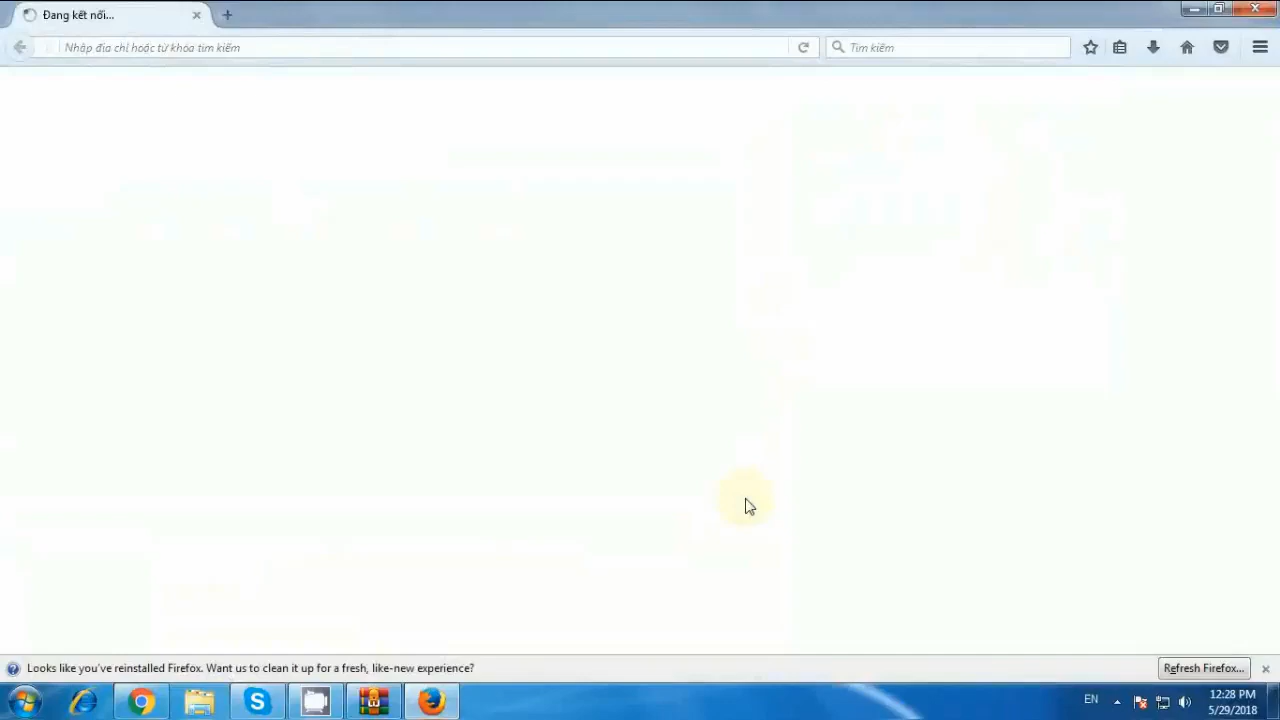 Đang kết nối...
Nhập địa chỉ hoặc từ khóa tìm kiếm
Tìm kiếm
Looks like you've reinstalled Firefox. Want us to clean it up for a fresh, like-new experience?
Refresh Firefox...
EN
12:28 PM
5/29/2018